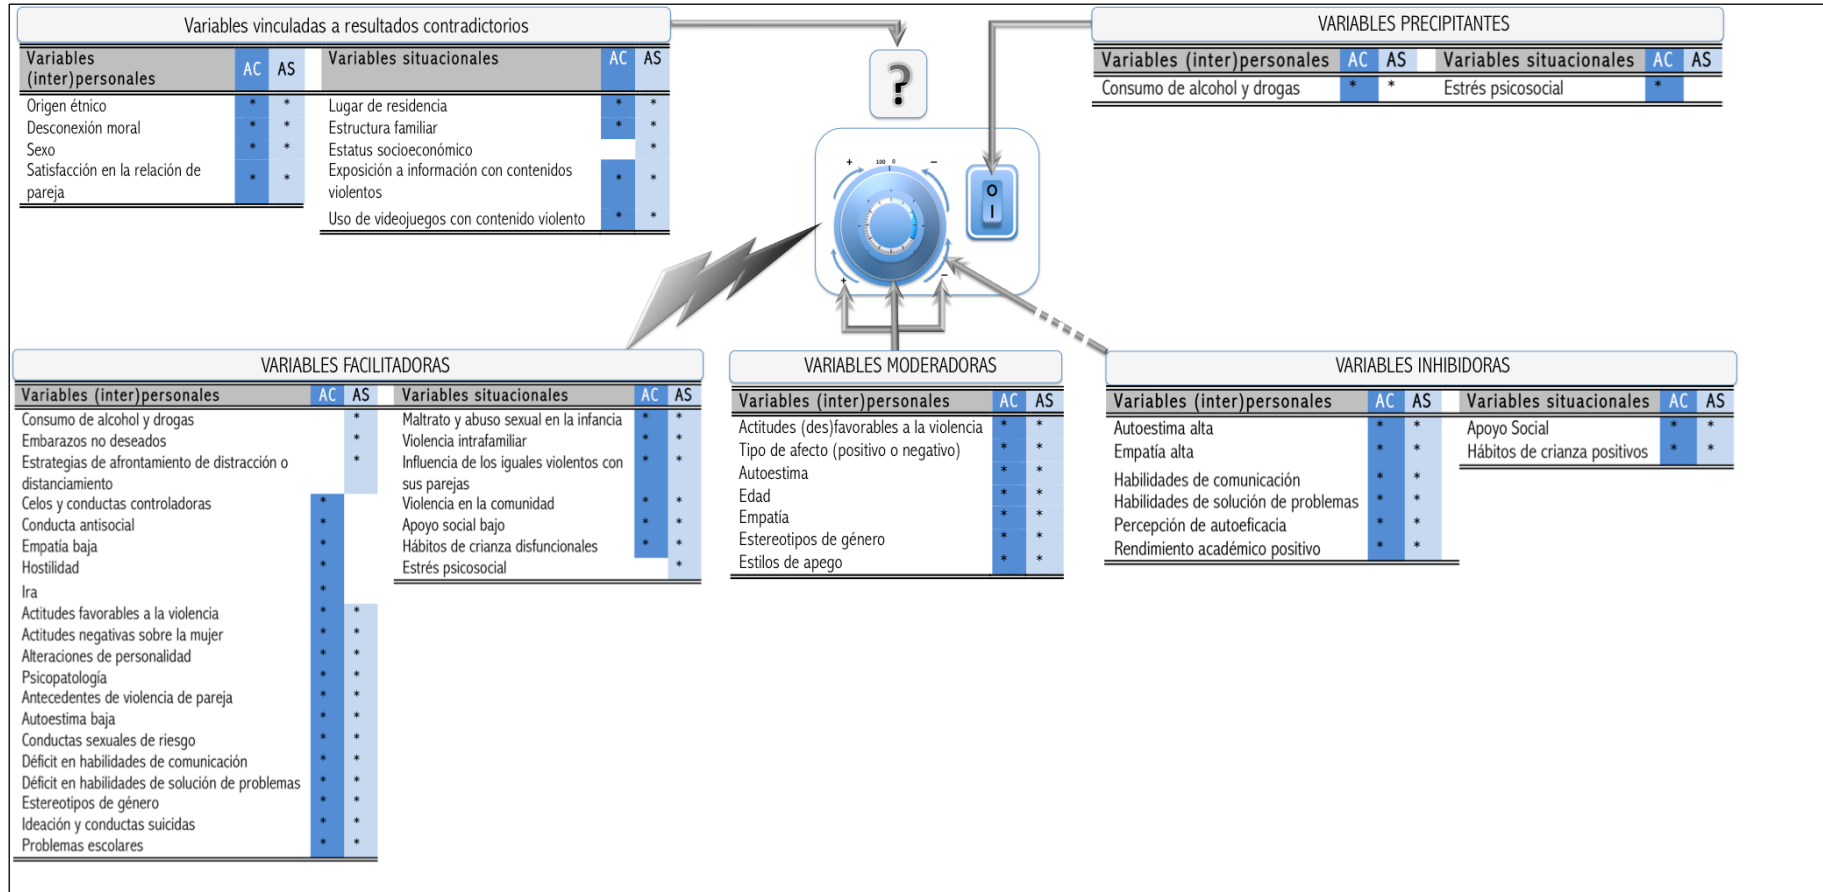 Variables vinculadas a resultados contradictorios
Variables (inter)personales AC AS
Origen étnico * *
Desconexión moral * *
Sexo * *
Satisfacción en la relación de pareja * *
Variables situacionales AC AS
Lugar de residencia * *
Estructura familiar * *
Estatus socioeconómico *
Exposición a información con contenidos violentos * *
Uso de videojuegos con contenido violento * *
?
VARIABLES PRECIPITANTES
Variables (inter)personales AC AS Variables situacionales AC AS
Consumo de alcohol y drogas * * Estrés psicosocial *
+ 100 0 −
O
I
+ −
VARIABLES FACILITADORAS
Variables (inter)personales AC AS
Consumo de alcohol y drogas *
Embarazos no deseados *
Estrategias de afrontamiento de distracción o distanciamiento *
Celos y conductas controladoras *
Conducta antisocial *
Empatía baja *
Hostilidad *
Ira *
Actitudes favorables a la violencia * *
Actitudes negativas sobre la mujer * *
Alteraciones de personalidad * *
Psicopatología * *
Antecedentes de violencia de pareja * *
Autoestima baja * *
Conductas sexuales de riesgo * *
Déficit en habilidades de comunicación * *
Déficit en habilidades de solución de problemas * *
Estereotipos de género * *
Ideación y conductas suicidas * *
Problemas escolares * *
Variables situacionales AC AS
Maltrato y abuso sexual en la infancia * *
Violencia intrafamiliar * *
Influencia de los iguales violentos con sus parejas * *
Violencia en la comunidad * *
Apoyo social bajo * *
Hábitos de crianza disfuncionales * *
Estrés psicosocial *
VARIABLES MODERADORAS
Variables (inter)personales AC AS
Actitudes (des)favorables a la violencia * *
Tipo de afecto (positivo o negativo) * *
Autoestima * *
Edad * *
Empatía * *
Estereotipos de género * *
Estilos de apego * *
VARIABLES INHIBIDORAS
Variables (inter)personales AC AS
Autoestima alta * *
Empatía alta * *
Habilidades de comunicación * *
Habilidades de solución de problemas * *
Percepción de autoeficacia * *
Rendimiento académico positivo * *
Variables situacionales AC AS
Apoyo Social * *
Hábitos de crianza positivos * *